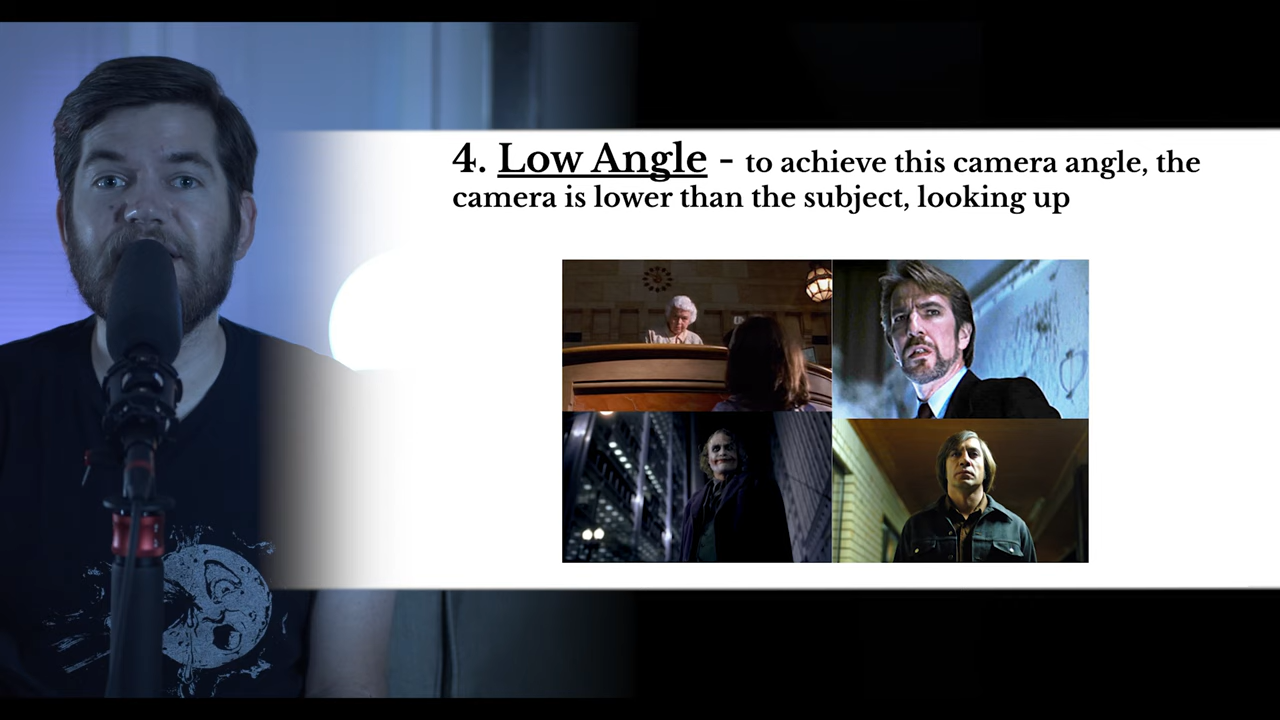 4. Low Angle - to achieve this camera angle, the
camera is lower than the subject, looking up